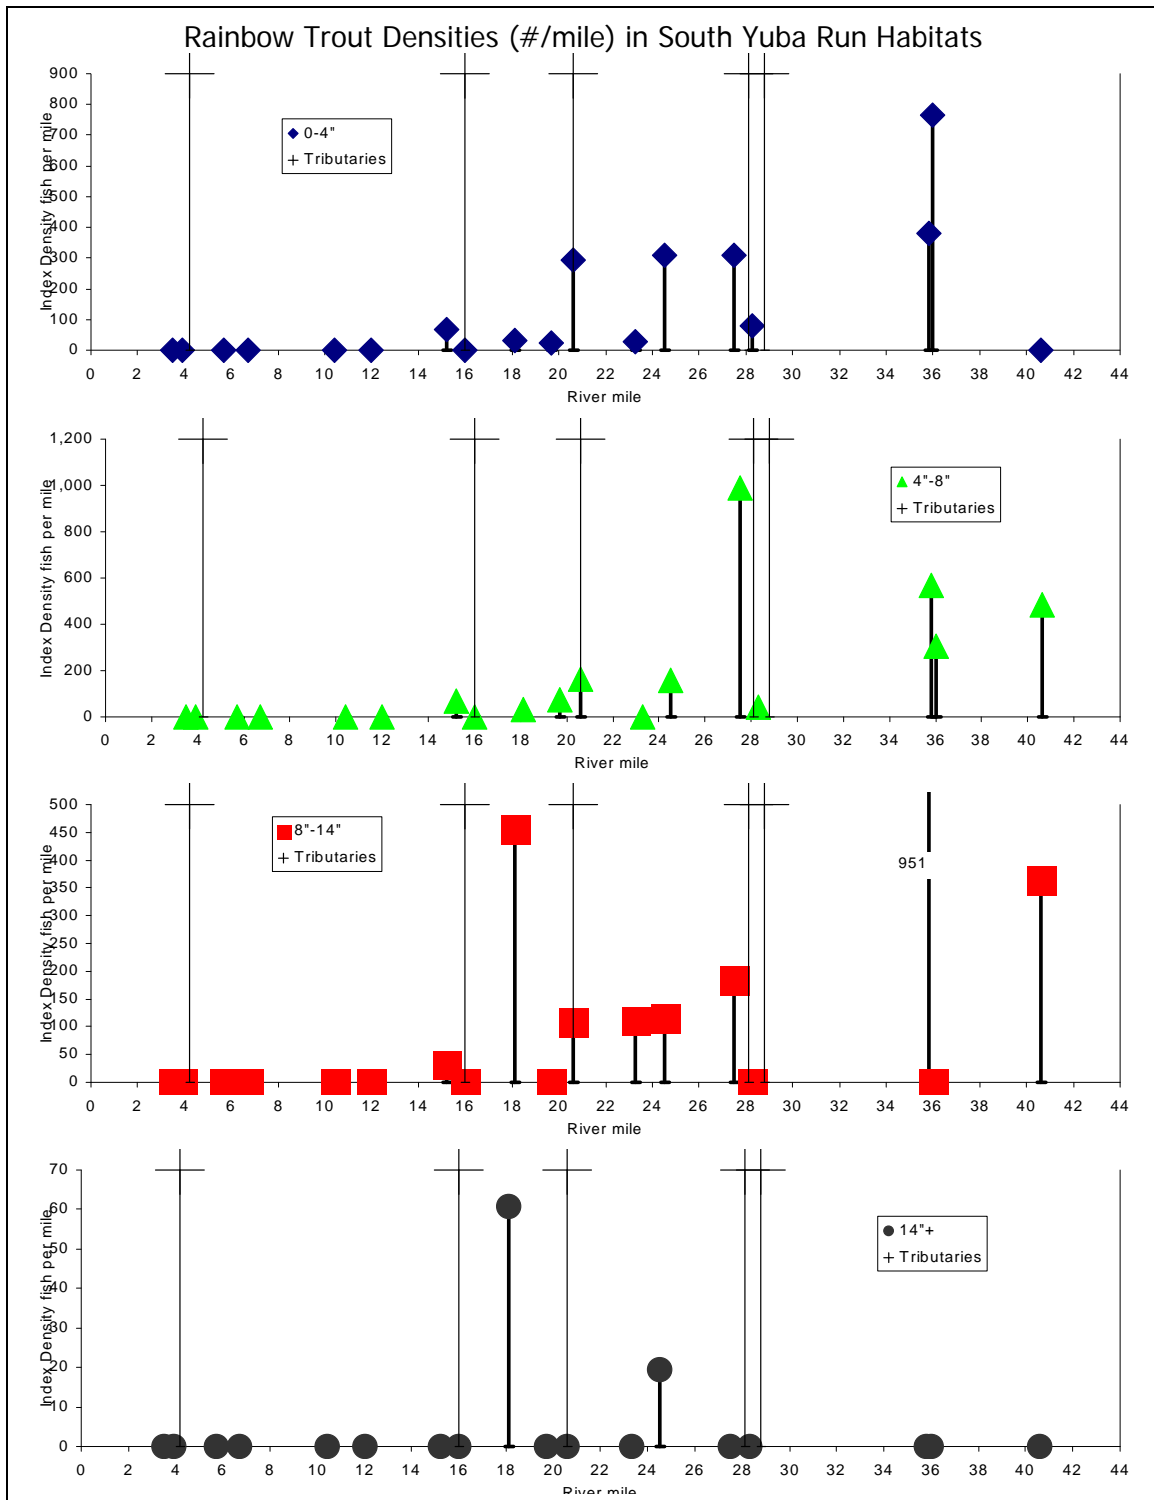 Rainbow Trout Densities (#/mile) in South Yuba Run Habitats
Index Density fish per mile
900
800
700
600
500
400
300
200
100
0
0-4"
Tributaries
0 2 4 6 8 10 12 14 16 18 20 22 24 26 28 30 32 34 36 38 40 42 44
River mile
Index Density fish per mile
1,200
1,000
800
600
400
200
0
4"-8"
Tributaries
0 2 4 6 8 10 12 14 16 18 20 22 24 26 28 30 32 34 36 38 40 42 44
River mile
Index Density fish per mile
500
450
400
350
300
250
200
150
100
50
0
8"-14"
Tributaries
951
0 2 4 6 8 10 12 14 16 18 20 22 24 26 28 30 32 34 36 38 40 42 44
River mile
Index Density fish per mile
70
60
50
40
30
20
10
0
14"+
Tributaries
0 2 4 6 8 10 12 14 16 18 20 22 24 26 28 30 32 34 36 38 40 42 44
River mile